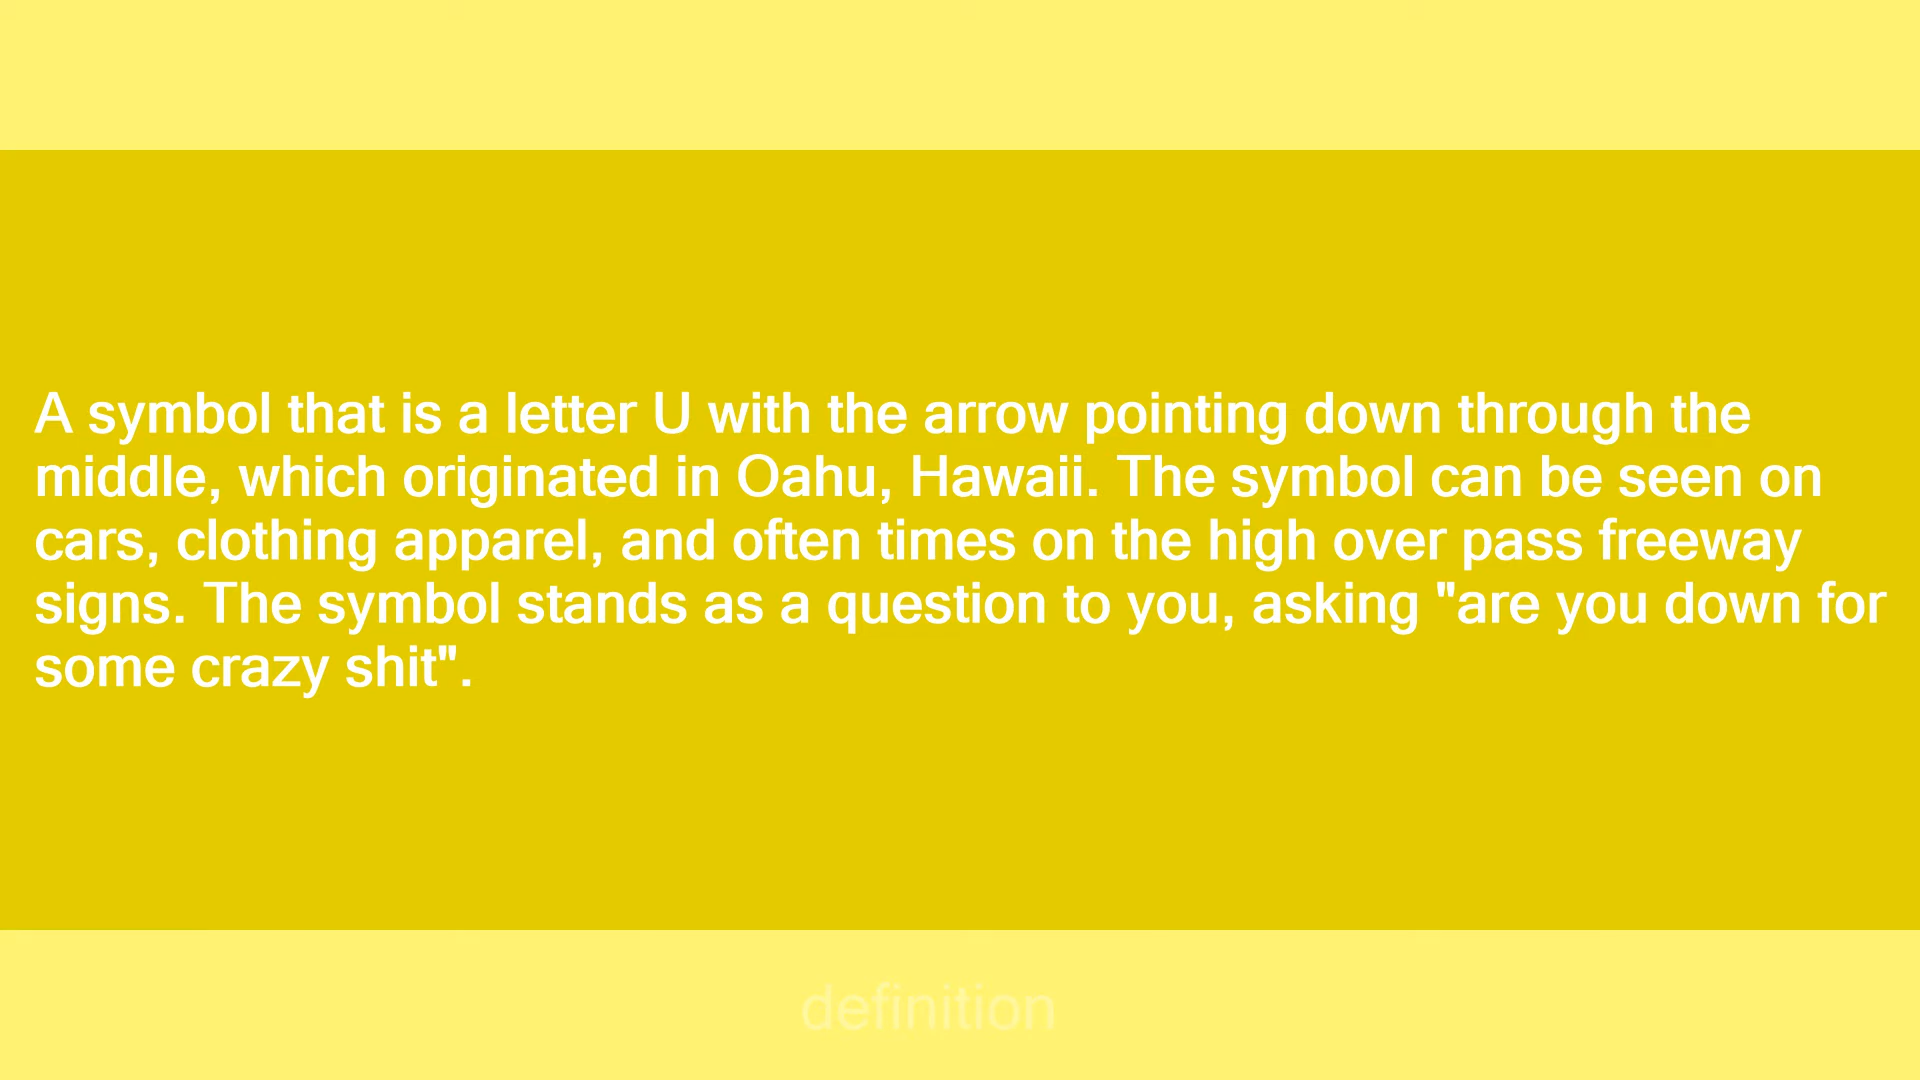 A symbol that is a letter U with the arrow pointing down through the
middle, which originated in Oahu, Hawaii. The symbol can be seen on
cars, clothing apparel, and often times on the high over pass freeway
signs. The symbol stands as a question to you, asking "are you down for
some crazy shit".
definition